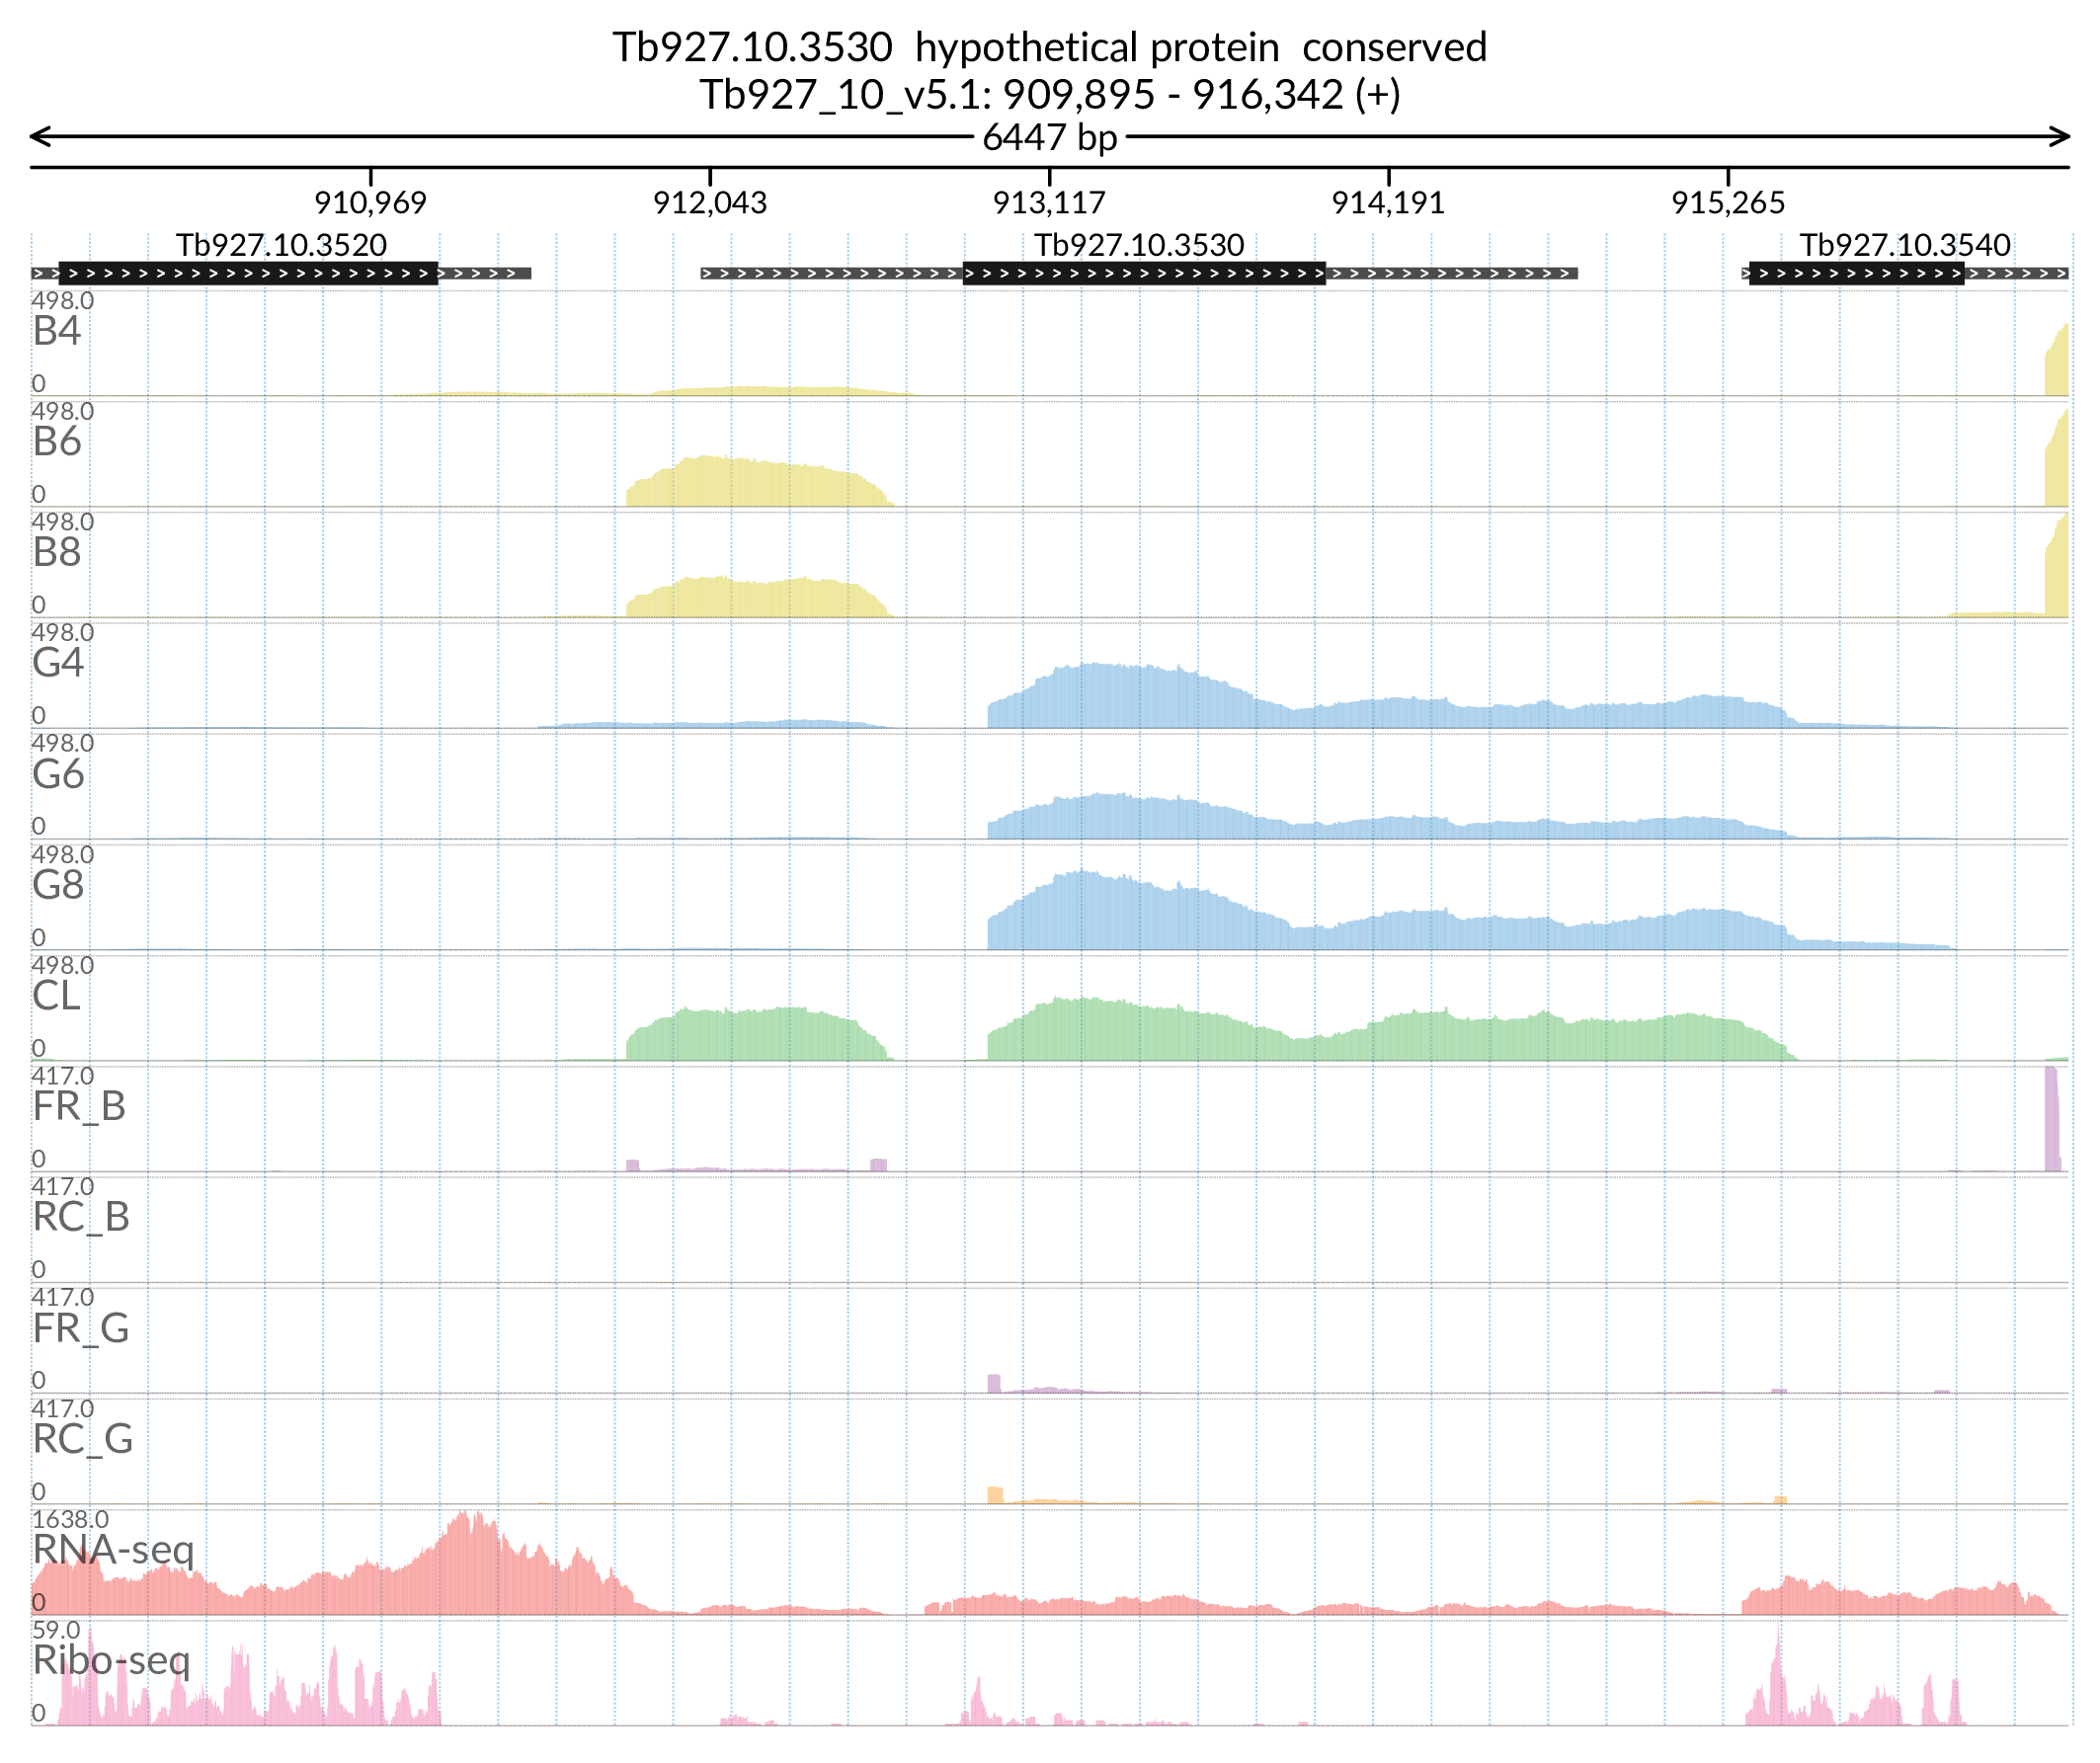 Tb927.10.3530  hypothetical protein  conserved
Tb927_10_v5.1: 909,895 - 916,342 (+)
6447 bp
910,969 912,043 913,117 914,191 915,265
Tb927.10.3520 Tb927.10.3530 Tb927.10.3540
498.0
B4
0
498.0
B6
0
498.0
B8
0
498.0
G4
0
498.0
G6
0
498.0
G8
0
498.0
CL
0
417.0
FR_B
0
417.0
RC_B
0
417.0
FR_G
0
417.0
RC_G
0
1638.0
RNA-seq
0
59.0
Ribo-seq
0